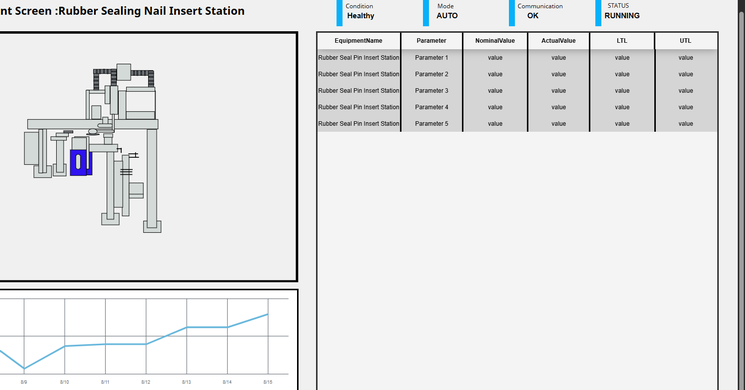 nt Screen :Rubber Sealing Nail Insert Station
Condition
Healthy
Mode
AUTO
Communication
OK
STATUS
RUNNING
EquipmentName Parameter NominalValue ActualValue LTL UTL
Rubber Seal Pin Insert Station Parameter 1 value value value value
Rubber Seal Pin Insert Station Parameter 2 value value value value
Rubber Seal Pin Insert Station Parameter 3 value value value value
Rubber Seal Pin Insert Station Parameter 4 value value value value
Rubber Seal Pin Insert Station Parameter 5 value value value value
8/9 8/10 8/11 8/12 8/13 8/14 8/15